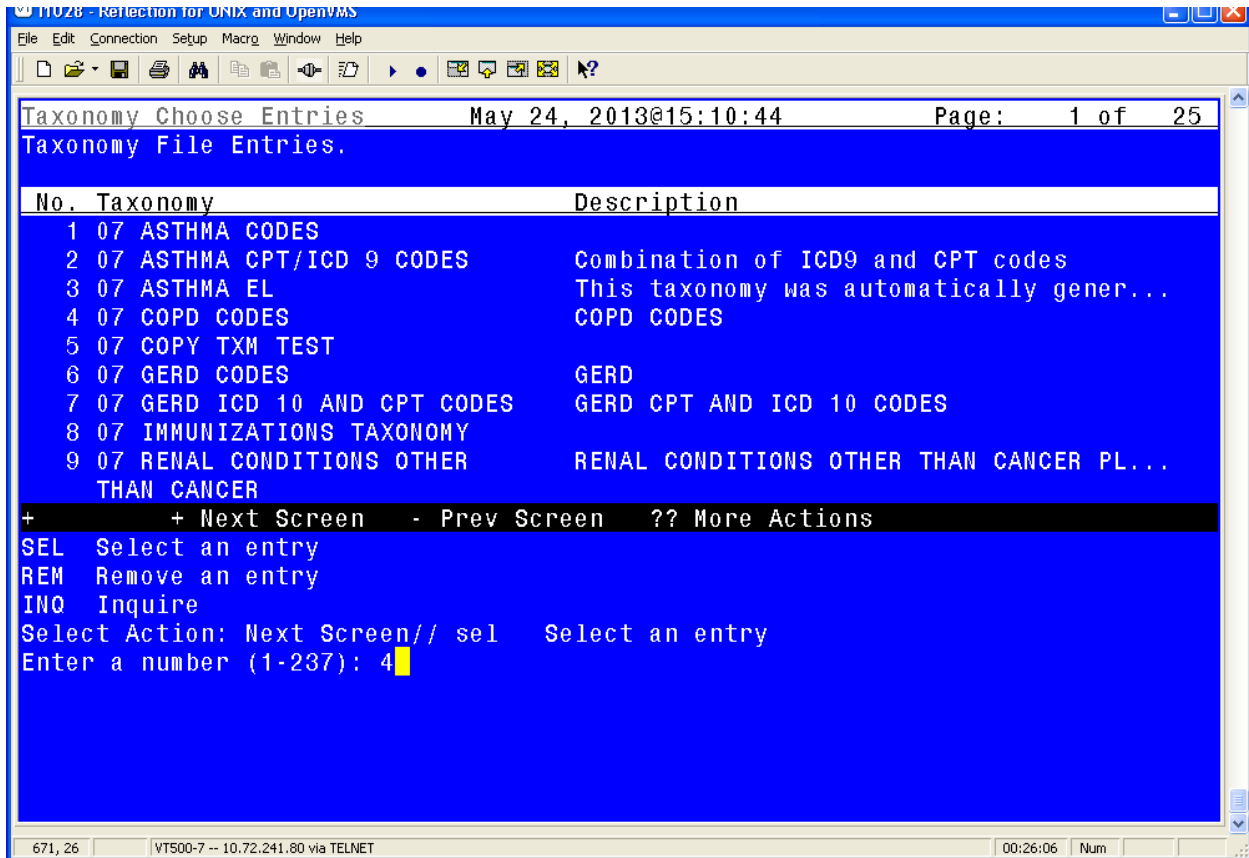 I1U28 - Reflection for UNIX and OpenVMS
File Edit Connection Setup Macro Window Help
Taxonomy Choose Entries May 24, 2013@15:10:44 Page: 1 of 25
Taxonomy File Entries.
No. Taxonomy Description
1 07 ASTHMA CODES
2 07 ASTHMA CPT/ICD 9 CODES Combination of ICD9 and CPT codes
3 07 ASTHMA EL This taxonomy was automatically gener...
4 07 COPD CODES COPD CODES
5 07 COPY TXM TEST
6 07 GERD CODES GERD
7 07 GERD ICD 10 AND CPT CODES GERD CPT AND ICD 10 CODES
8 07 IMMUNIZATIONS TAXONOMY
9 07 RENAL CONDITIONS OTHER RENAL CONDITIONS OTHER THAN CANCER PL...
THAN CANCER
+ + Next Screen - Prev Screen ?? More Actions
SEL Select an entry
REM Remove an entry
INQ Inquire
Select Action: Next Screen// sel Select an entry
Enter a number (1-237): 4
671, 26 VT500-7 -- 10.72.241.80 via TELNET 00:26:06 Num